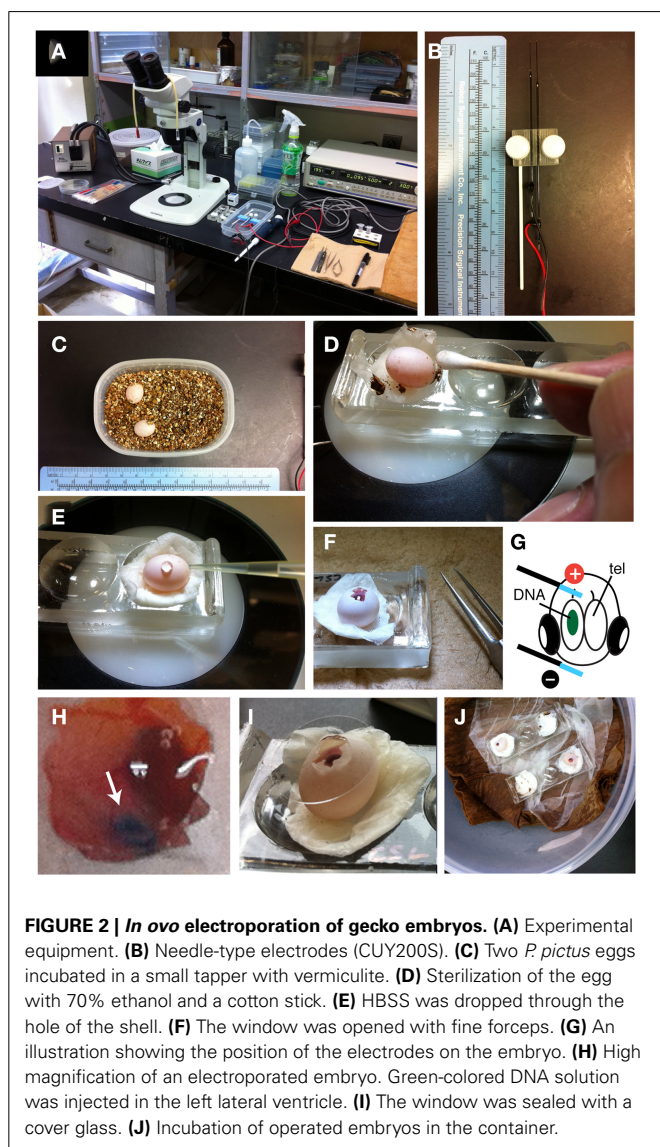 A
B
C
D
E
F
G
+
tel
DNA
−
H
I
J
FIGURE 2 | In ovo electroporation of gecko embryos. (A) Experimental
equipment. (B) Needle-type electrodes (CUY200S). (C) Two P. pictus eggs
incubated in a small tapper with vermiculite. (D) Sterilization of the egg
with 70% ethanol and a cotton stick. (E) HBSS was dropped through the
hole of the shell. (F) The window was opened with fine forceps. (G) An
illustration showing the position of the electrodes on the embryo. (H) High
magnification of an electroporated embryo. Green-colored DNA solution
was injected in the left lateral ventricle. (I) The window was sealed with a
cover glass. (J) Incubation of operated embryos in the container.